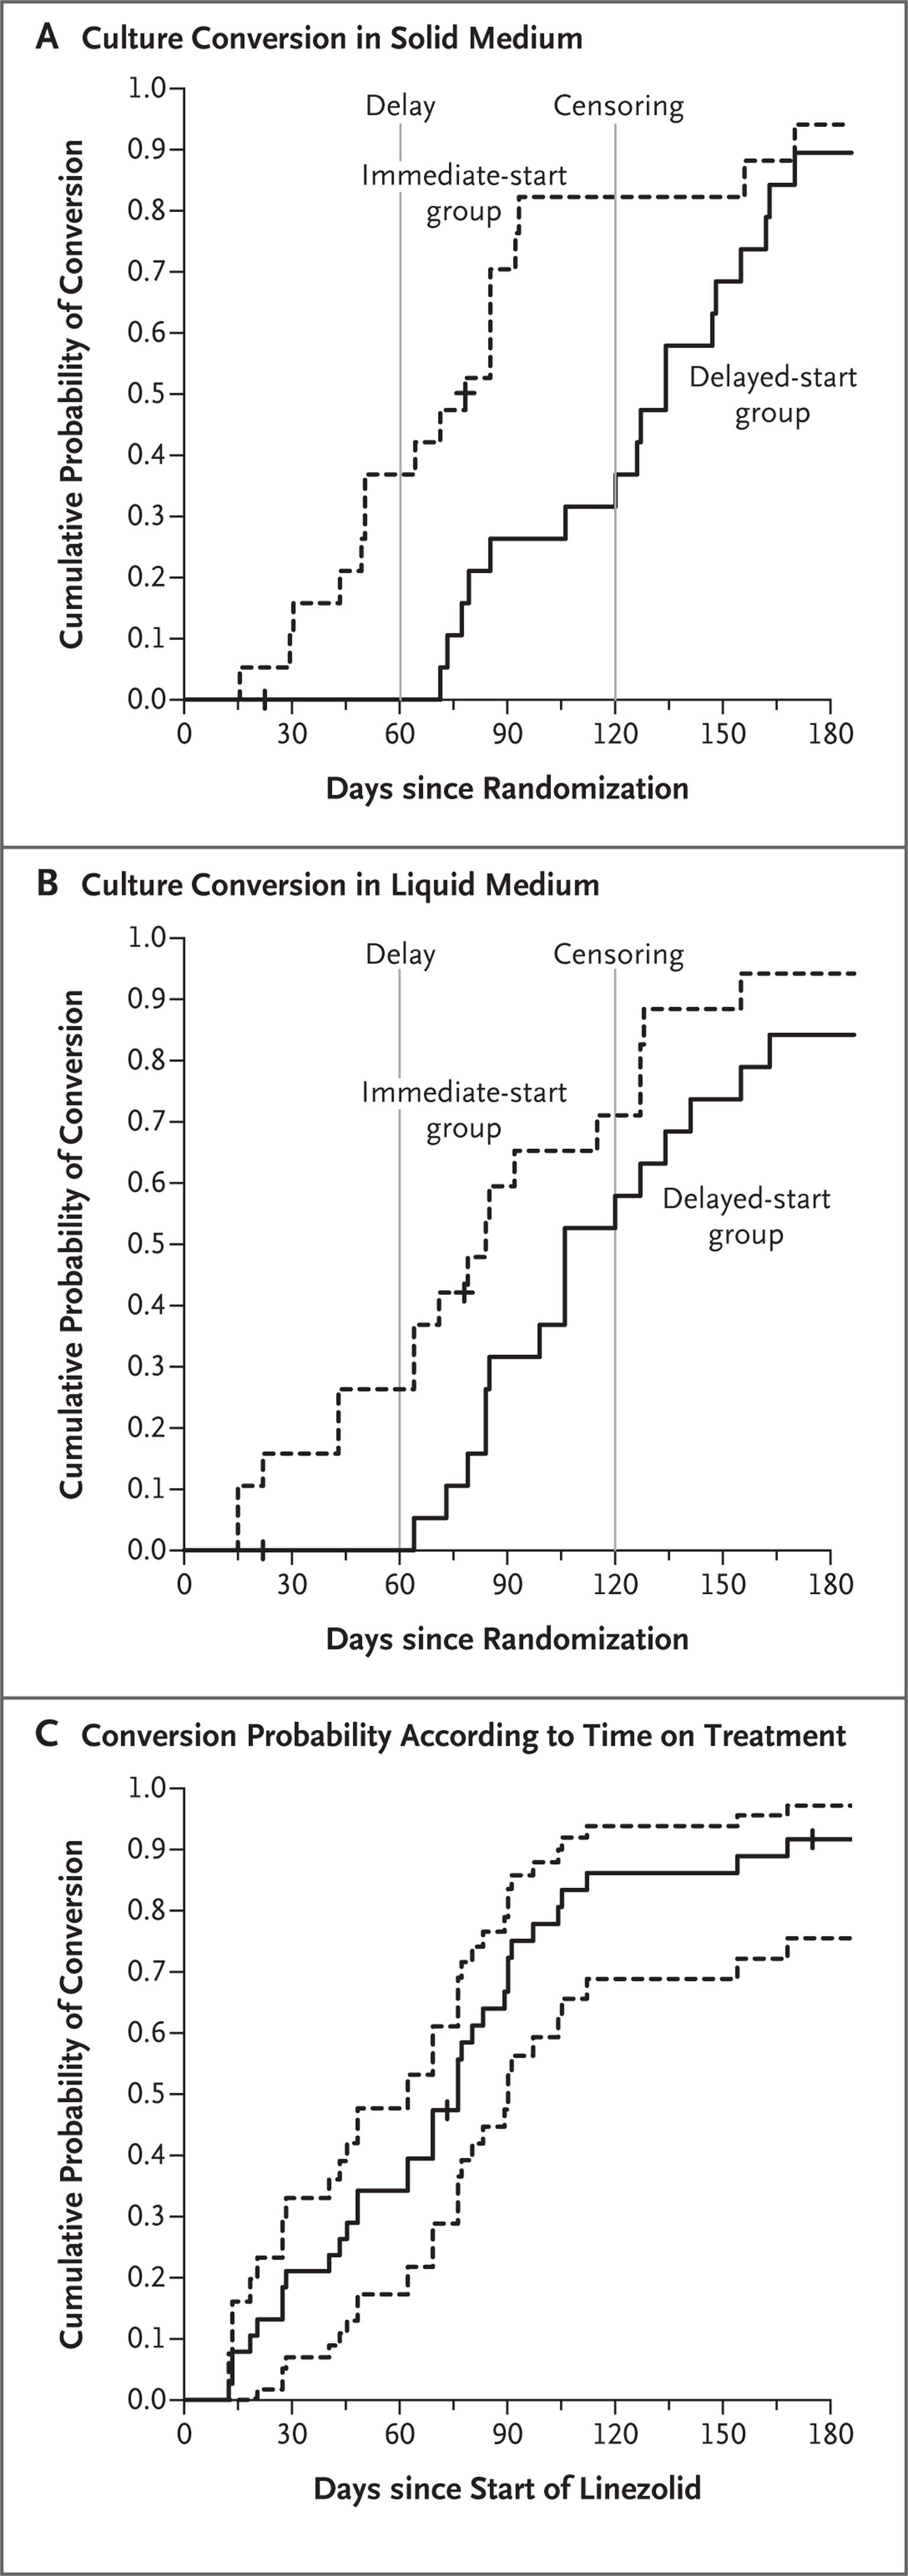 A Culture Conversion in Solid Medium
Cumulative Probability of Conversion
1.0
0.9
0.8
0.7
0.6
0.5
0.4
0.3
0.2
0.1
0.0
Delay
Censoring
Immediate-start
group
Delayed-start
group
0 30 60 90 120 150 180
Days since Randomization
B Culture Conversion in Liquid Medium
Cumulative Probability of Conversion
1.0
0.9
0.8
0.7
0.6
0.5
0.4
0.3
0.2
0.1
0.0
Delay
Censoring
Immediate-start
group
Delayed-start
group
0 30 60 90 120 150 180
Days since Randomization
C Conversion Probability According to Time on Treatment
Cumulative Probability of Conversion
1.0
0.9
0.8
0.7
0.6
0.5
0.4
0.3
0.2
0.1
0.0
0 30 60 90 120 150 180
Days since Start of Linezolid